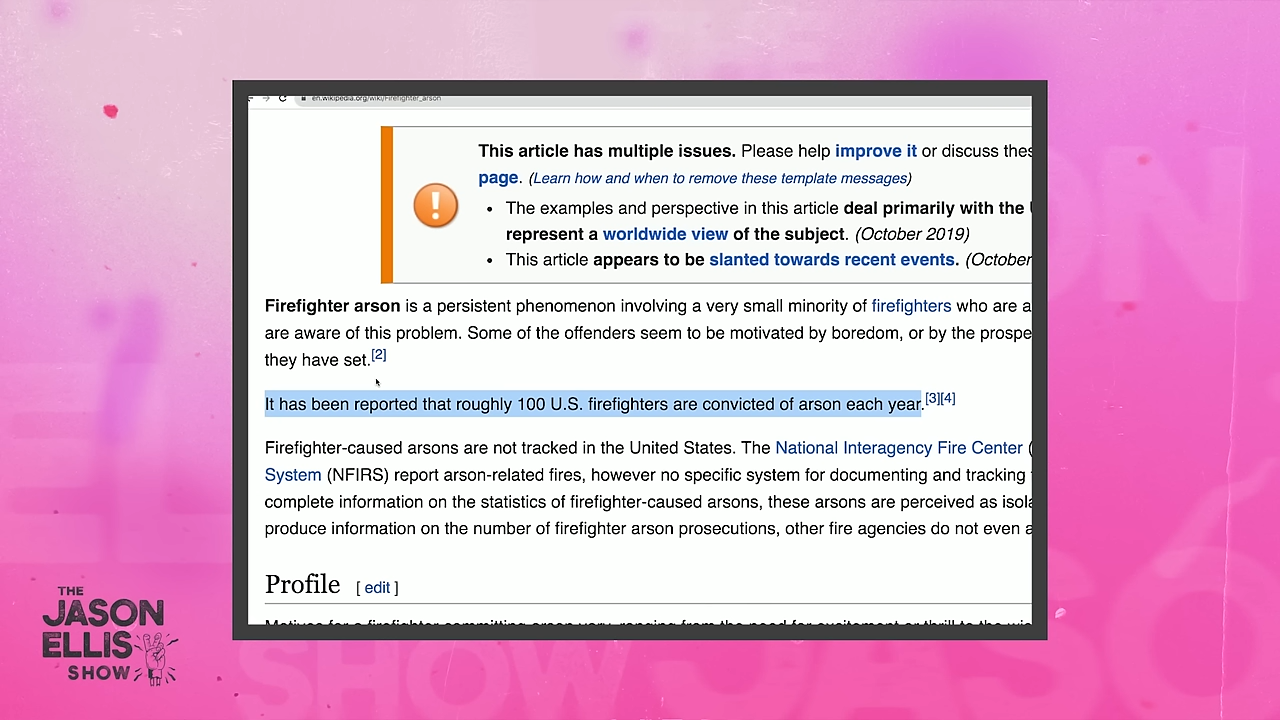 en.wikipedia.org/wiki/Firefighter_arson
This article has multiple issues. Please help improve it or discuss
page. (Learn how and when to remove these template messages)
• The examples and perspective in this article deal primarily with the
represent a worldwide view of the subject. (October 2019)
• This article appears to be slanted towards recent events. (October
Firefighter arson is a persistent phenomenon involving a very small minority of firefighters who are
are aware of this problem. Some of the offenders seem to be motivated by boredom, or by the
they have set.[2]
It has been reported that roughly 100 U.S. firefighters are convicted of arson each year.[3][4]
Firefighter-caused arsons are not tracked in the United States. The National Interagency Fire Center (
System (NFIRS) report arson-related fires, however no specific system for documenting and tracking
complete information on the statistics of firefighter-caused arsons, these arsons are perceived as
produce information on the number of firefighter arson prosecutions, other fire agencies do not even
Profile [ edit ]
THE
JASON
ELLIS
SHOW
SHOW